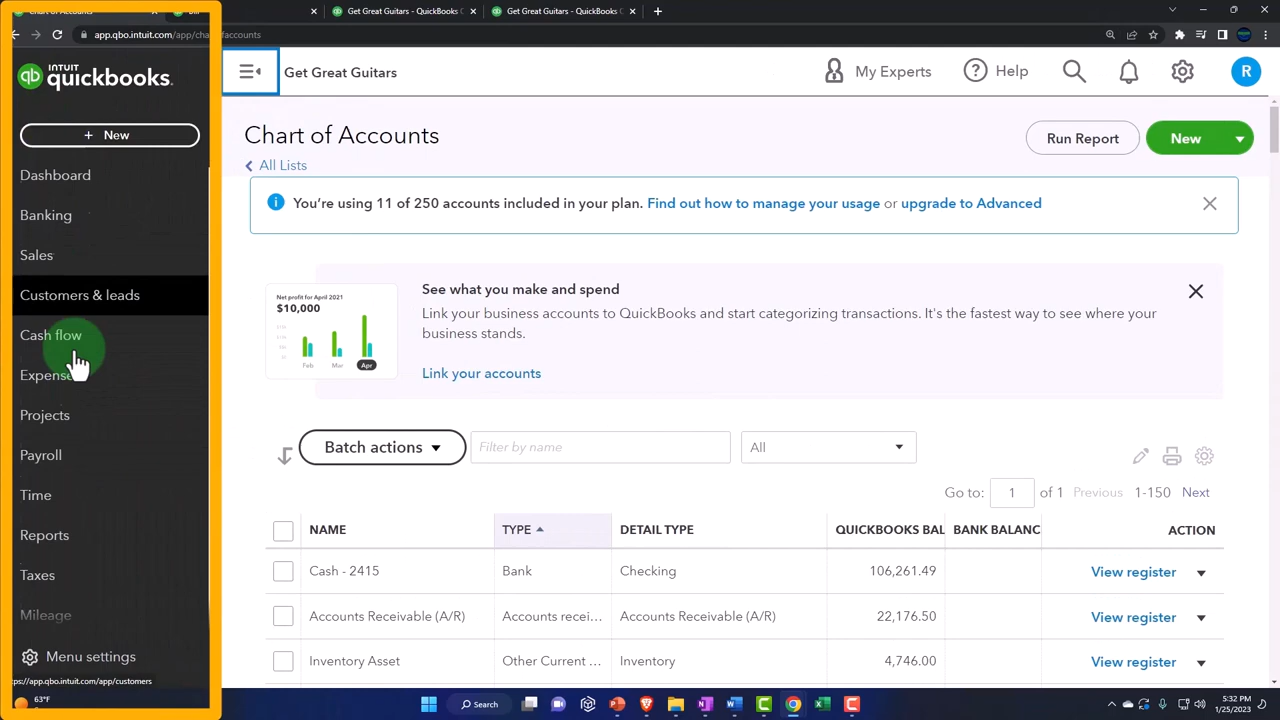 Chart of Accounts
Get Great Guitars - QuickBooks C
Get Great Guitars - QuickBooks C
app.qbo.intuit.com/app/cha accounts
INTUIT
quickbooks.
+ New
Dashboard
Banking
Sales
Customers & leads
Cash flow
Expense
Projects
Payroll
Time
Reports
Taxes
Mileage
Menu settings
ps://app.qbo.intuit.com/app/customers
Get Great Guitars
My Experts
Help
R
Chart of Accounts
All Lists
Run Report
New
You're using 11 of 250 accounts included in your plan. Find out how to manage your usage or upgrade to Advanced
Net profit for April 2021
$10,000
Feb Mar Apr
See what you make and spend
Link your business accounts to QuickBooks and start categorizing transactions. It's the fastest way to see where your
business stands.
Link your accounts
Batch actions
Filter by name
All
Go to: 1 of 1 Previous 1-150 Next
NAME TYPE DETAIL TYPE QUICKBOOKS BAL BANK BALANC ACTION
Cash - 2415 Bank Checking 106,261.49 View register
Accounts Receivable (A/R) Accounts recei... Accounts Receivable (A/R) 22,176.50 View register
Inventory Asset Other Current ... Inventory 4,746.00 View register
63°F
Search
5:32 PM
1/25/2023